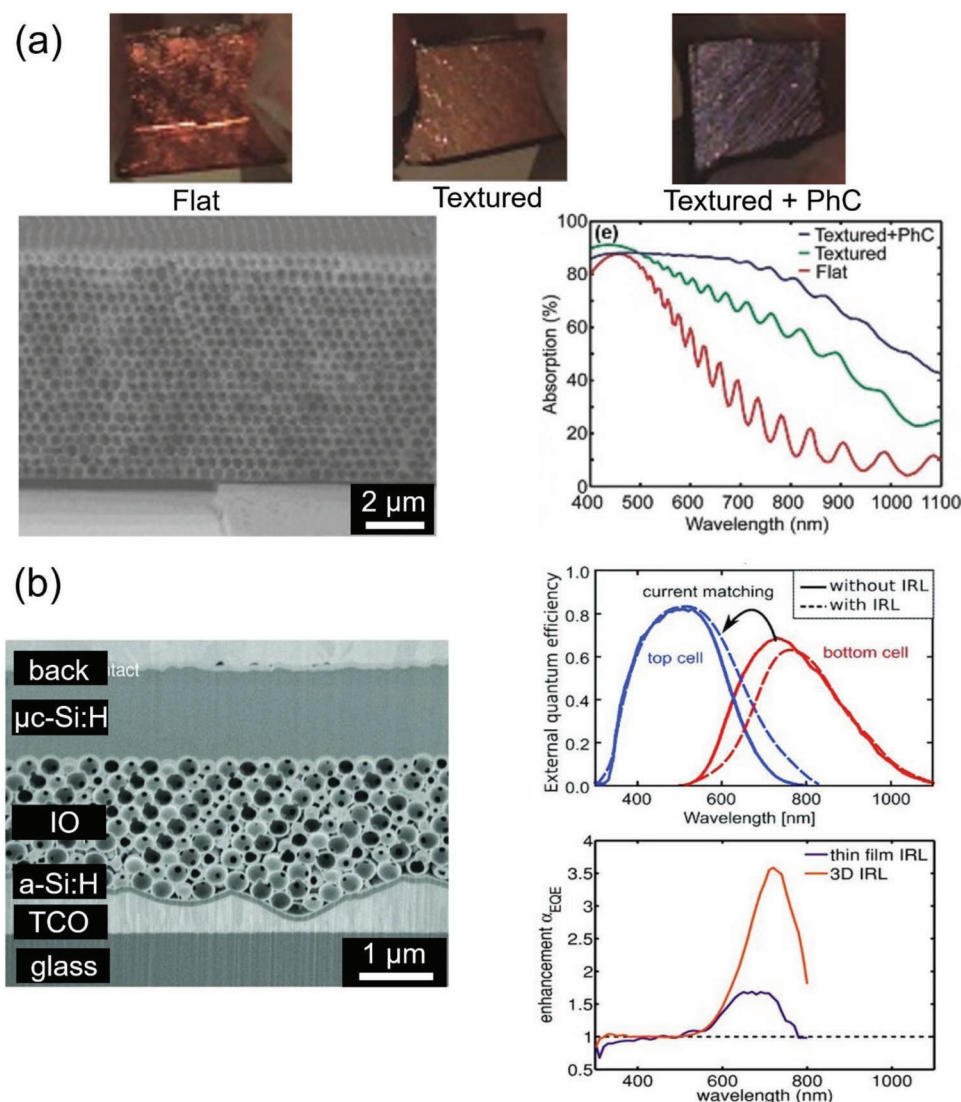 (a)
Flat
Textured
Textured + PhC
2 µm
(e)
Textured+PhC
Textured
Flat
Absorption (%)
100
80
60
40
20
0
400 500 600 700 800 900 1000 1100
Wavelength (nm)
(b)
back contact
µc-Si:H
IO
a-Si:H
TCO
glass
1 µm
External quantum efficiency
1.0
0.8
0.6
0.4
0.2
0
without IRL
with IRL
current matching
top cell
bottom cell
400 600 800 1000
Wavelength [nm]
enhancement αEQE
4
3.5
3
2.5
2
1.5
1
0.5
thin film IRL
3D IRL
400 600 800 1000
wavelength [nm]